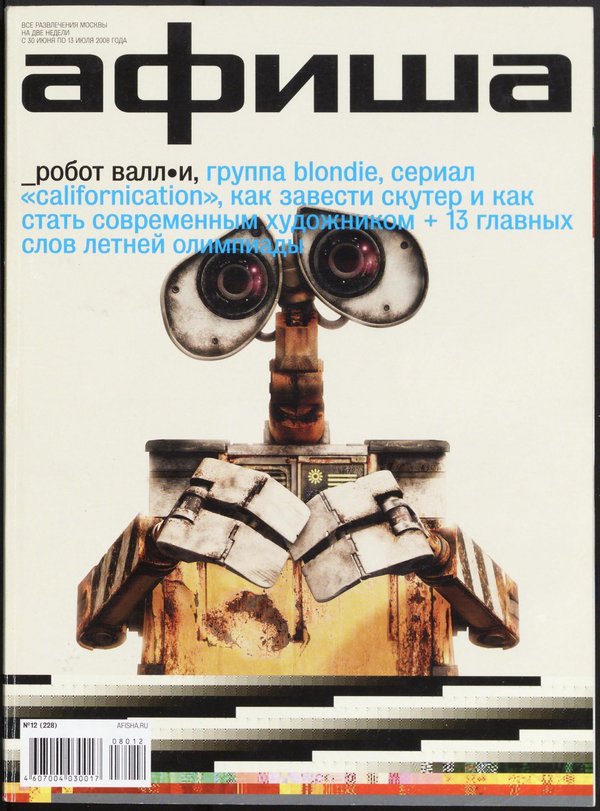 ВСЕ РАЗВЛЕЧЕНИЯ МОСКВЫ
НА ДВЕ НЕДЕЛИ
С 30 ИЮНЯ ПО 13 ИЮЛЯ 2008 ГОДА
афиша
_робот валл•и, группа blondie, сериал
«californication», как завести скутер и как
стать современным художником + 13 главных
слов летней олимпиады
№12 (228)
AFISHA.RU
08012
4 607004 030017